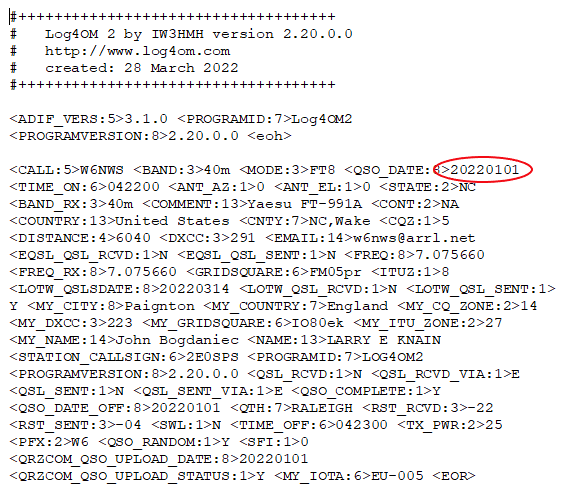 #+++++++++++++++++++++++++++++++++++
#   Log4OM 2 by IW3HMH version 2.20.0.0
#   http://www.log4om.com
#   created: 28 March 2022
#+++++++++++++++++++++++++++++++++++
<ADIF_VERS:5>3.1.0 <PROGRAMID:7>Log4OM2
<PROGRAMVERSION:8>2.20.0.0 <eoh>
<CALL:5>W6NWS <BAND:3>40m <MODE:3>FT8 <QSO_DATE:8>20220101
<TIME_ON:6>042200 <ANT_AZ:1>0 <ANT_EL:1>0 <STATE:2>NC
<BAND_RX:3>40m <COMMENT:13>Yaesu FT-991A <CONT:2>NA
<COUNTRY:13>United States <CNTY:7>NC,Wake <CQZ:1>5
<DISTANCE:4>6040 <DXCC:3>291 <EMAIL:14>w6nws@arrl.net
<EQSL_QSL_RCVD:1>N <EQSL_QSL_SENT:1>N <FREQ:8>7.075660
<FREQ_RX:8>7.075660 <GRIDSQUARE:6>FM05pr <ITUZ:1>8
<LOTW_QSLSDATE:8>20220314 <LOTW_QSL_RCVD:1>N <LOTW_QSL_SENT:1>
Y <MY_CITY:8>Paignton <MY_COUNTRY:7>England <MY_CQ_ZONE:2>14
<MY_DXCC:3>223 <MY_GRIDSQUARE:6>IO80ek <MY_ITU_ZONE:2>27
<MY_NAME:14>John Bogdaniec <NAME:13>LARRY E KNAIN
<STATION_CALLSIGN:6>2E0SPS <PROGRAMID:7>LOG4OM2
<PROGRAMVERSION:8>2.20.0.0 <QSL_RCVD:1>N <QSL_RCVD_VIA:1>E
<QSL_SENT:1>N <QSL_SENT_VIA:1>E <QSO_COMPLETE:1>Y
<QSO_DATE_OFF:8>20220101 <QTH:7>RALEIGH <RST_RCVD:3>-22
<RST_SENT:3>-04 <SWL:1>N <TIME_OFF:6>042300 <TX_PWR:2>25
<PFX:2>W6 <QSO_RANDOM:1>Y <SFI:1>0
<QRZCOM_QSO_UPLOAD_DATE:8>20220101
<QRZCOM_QSO_UPLOAD_STATUS:1>Y <MY_IOTA:6>EU-005 <EOR>